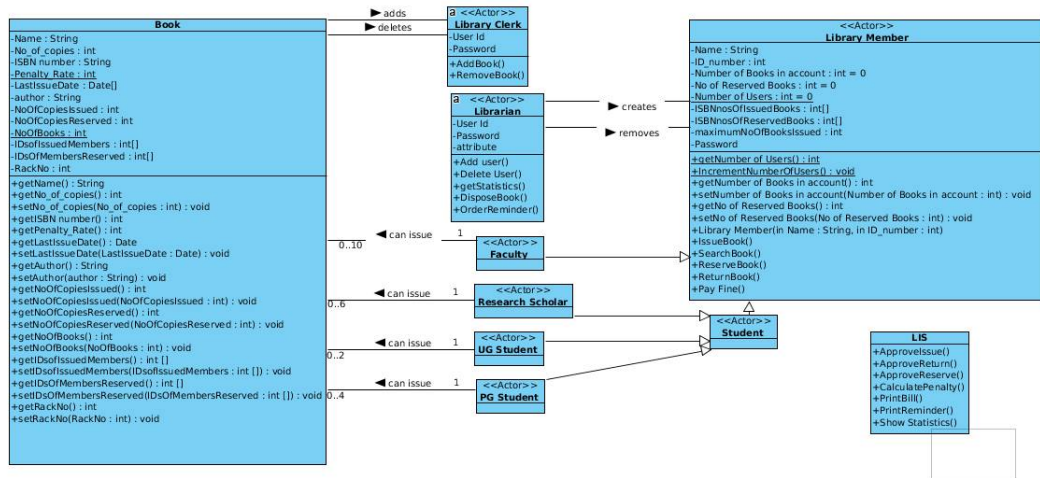 Book
-Name : String
-No_of_copies : int
-ISBN number : String
-Penalty_Rate : int
-LastIssueDate : Date[]
-author : String
-NoOfCopiesIssued : int
-NoOfCopiesReserved : int
-NoOfBooks : int
-IDsofIssuedMembers : int[]
-IDsOfMembersReserved : int[]
-RackNo : int
+getName() : String
+getNo_of_copies() : int
+setNo_of_copies(No_of_copies : int) : void
+getISBN number() : int
+getPenalty_Rate() : int
+getLastIssueDate() : Date
+setLastIssueDate(LastIssueDate : Date) : void
+getAuthor() : String
+setAuthor(author : String) : void
+getNoOfCopiesIssued() : int
+setNoOfCopiesIssued(NoOfCopiesIssued : int) : void
+getNoOfCopiesReserved() : int
+setNoOfCopiesReserved(NoOfCopiesReserved : int) : void
+getNoOfBooks() : int
+setNoOfBooks(NoOfBooks : int) : void
+getIDsofIssuedMembers() : int []
+setIDsofIssuedMembers(IDsofIssuedMembers : int []) : void
+getIDsOfMembersReserved() : int []
+setIDsOfMembersReserved(IDsOfMembersReserved : int []) : void
+getRackNo() : int
+setRackNo(RackNo : int) : void
adds
deletes
a <<Actor>>
Library Clerk
-User Id
-Password
+AddBook()
+RemoveBook()
a <<Actor>>
Librarian
-User Id
-Password
-attribute
+Add user()
+Delete User()
+getStatistics()
+DisposeBook()
+OrderReminder()
creates
removes
<<Actor>>
Library Member
-Name : String
-ID_number : int
-Number of Books in account : int = 0
-No of Reserved Books : int = 0
-Number of Users : int = 0
-ISBNnosOfIssuedBooks : int[]
-ISBNnosOfReservedBooks : int[]
-maximumNoOfBooksIssued : int
-Password
+getNumber of Users() : int
+IncrementNumberOfUsers() : void
+getNumber of Books in account() : int
+setNumber of Books in account(Number of Books in account : int) : void
+getNo of Reserved Books() : int
+setNo of Reserved Books(No of Reserved Books : int) : void
+Library Member(in Name : String, in ID_number : int)
+IssueBook()
+SearchBook()
+ReserveBook()
+ReturnBook()
+Pay Fine()
0..10 can issue 1
<<Actor>>
Faculty
0..6 can issue 1
<<Actor>>
Research Scholar
0..2 can issue 1
<<Actor>>
UG Student
0..4 can issue 1
<<Actor>>
PG Student
<<Actor>>
Student
LIS
+ApproveIssue()
+ApproveReturn()
+ApproveReserve()
+CalculatePenalty()
+PrintBill()
+PrintReminder()
+Show Statistics()